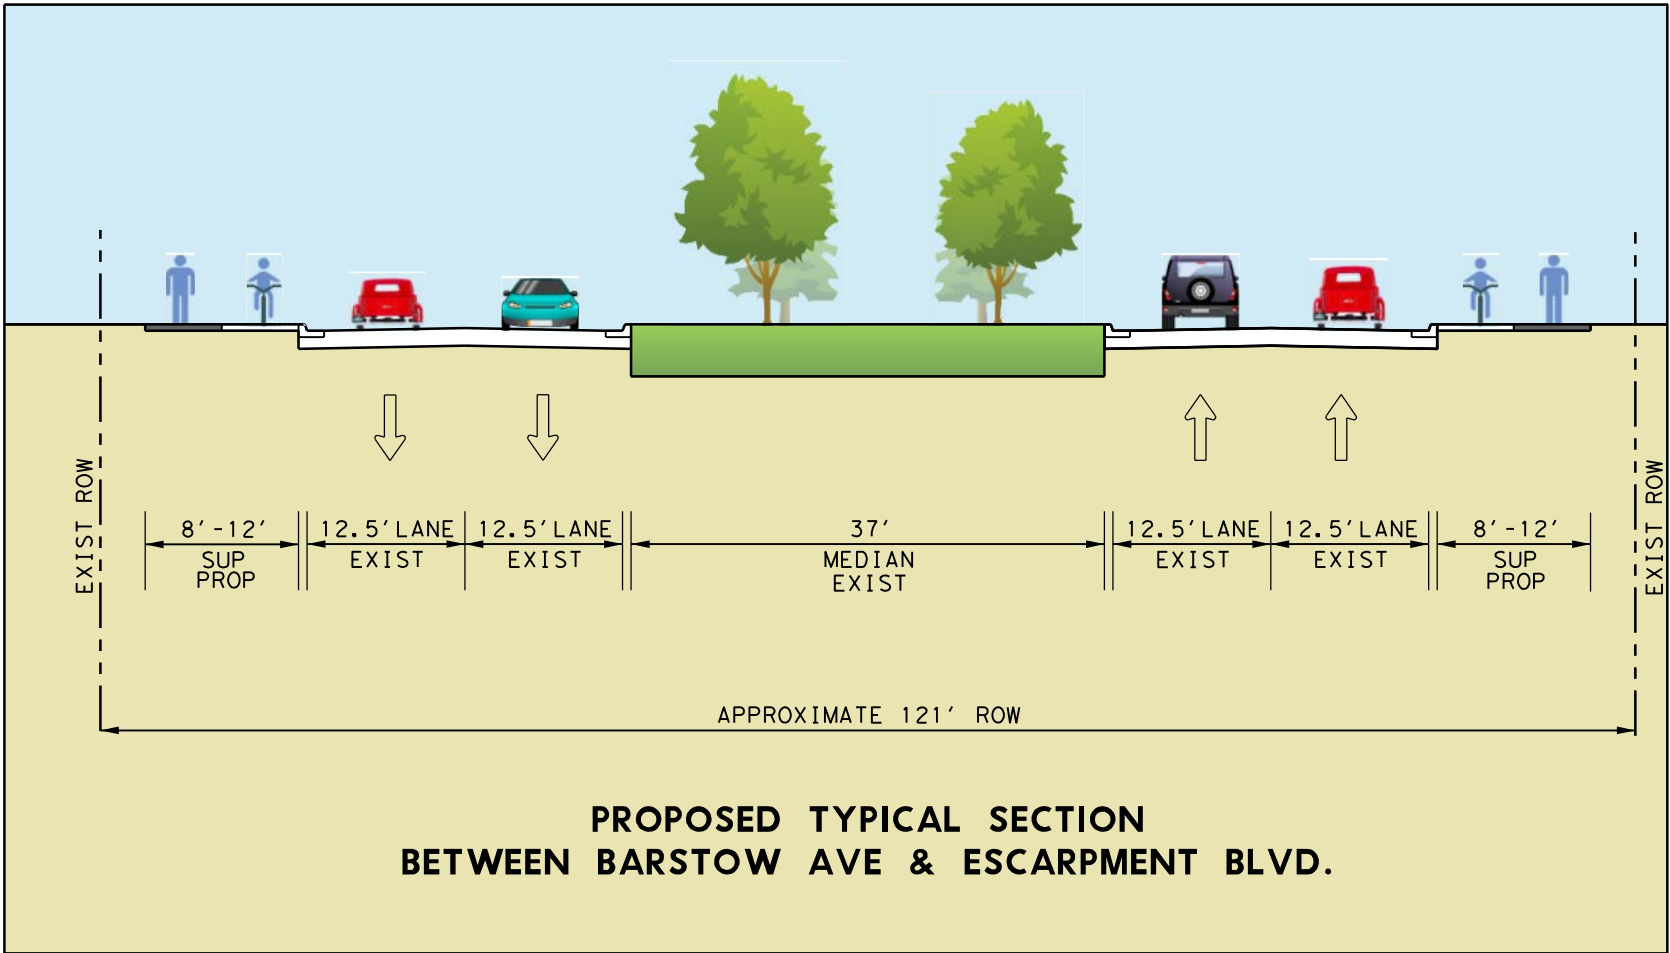 EXIST ROW
8'-12'
SUP
PROP
12.5' LANE
EXIST
12.5' LANE
EXIST
37'
MEDIAN
EXIST
12.5' LANE
EXIST
12.5' LANE
EXIST
8'-12'
SUP
PROP
EXIST ROW
APPROXIMATE 121' ROW
PROPOSED TYPICAL SECTION
BETWEEN BARSTOW AVE & ESCARPMENT BLVD.